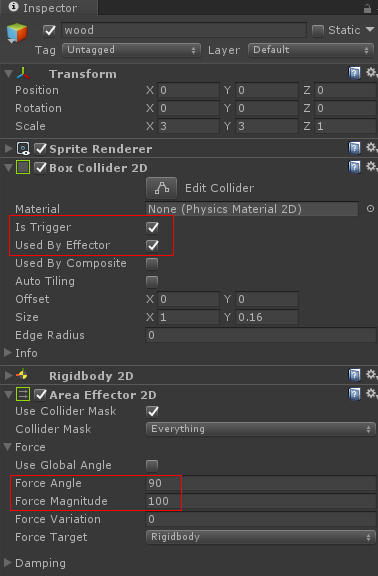 Inspector
wood Static
Tag Untagged Layer Default
Transform
Position X 0 Y 0 Z 0
Rotation X 0 Y 0 Z 0
Scale X 3 Y 3 Z 1
Sprite Renderer
Box Collider 2D
Edit Collider
Material None (Physics Material 2D)
Is Trigger
Used By Effector
Used By Composite
Auto Tiling
Offset X 0 Y 0
Size X 1 Y 0.16
Edge Radius 0
Info
Rigidbody 2D
Area Effector 2D
Use Collider Mask
Collider Mask Everything
Force
Use Global Angle
Force Angle 90
Force Magnitude 100
Force Variation 0
Force Target Rigidbody
Damping